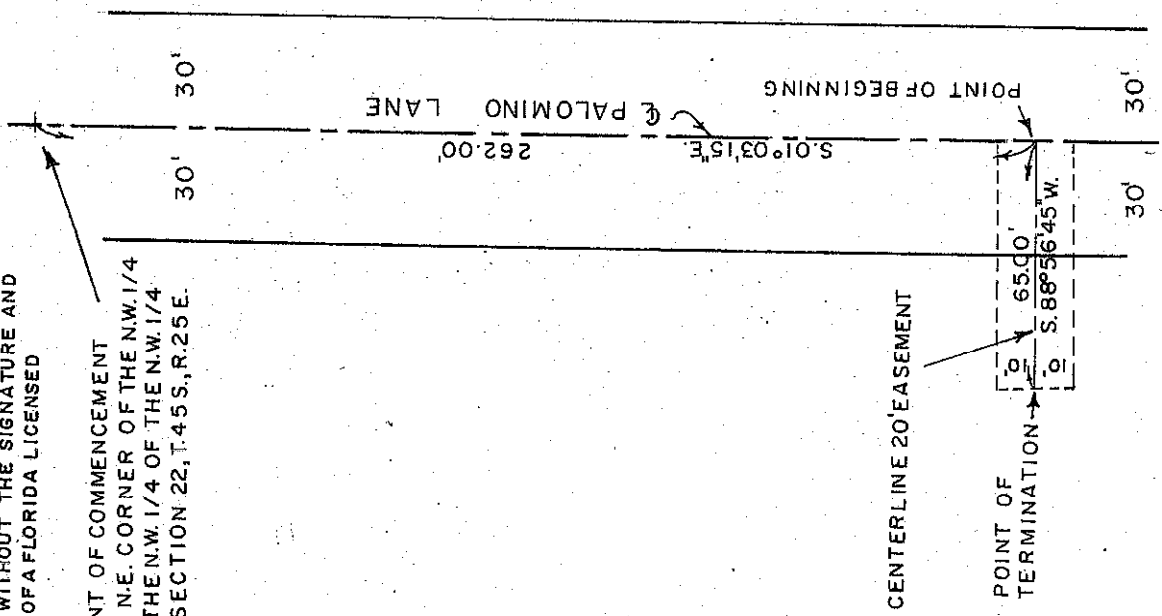 WITHOUT THE SIGNATURE AND
OF A FLORIDA LICENSED
NT OF COMMENCEMENT
N.E. CORNER OF THE N.W. 1/4
THE N.W. 1/4 OF THE N.W. 1/4
SECTION 22, T.45 S., R.25 E.
30'
30'
℄ PALOMINO LANE
262.00'
S.01°03'15"E.
POINT OF BEGINNING
CENTERLINE 20' EASEMENT
65.00'
S.88°56'45"W.
10'
10'
POINT OF
TERMINATION
30'
30'